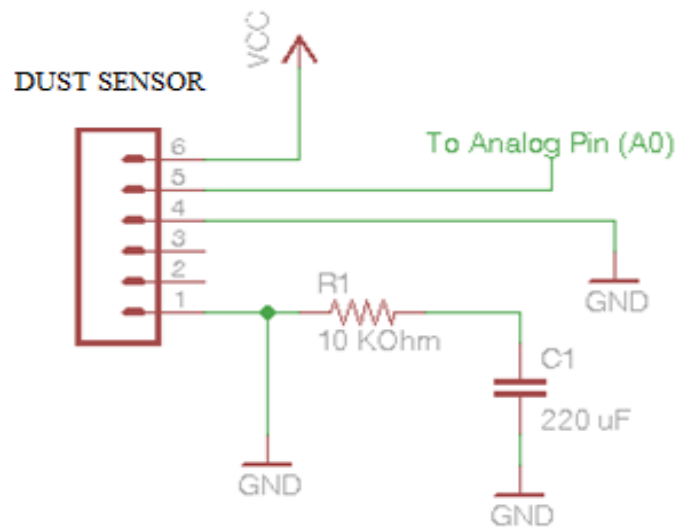 VCC
DUST SENSOR
6
To Analog Pin (A0)
5
4
3
2
1
R1
10 KOhm
GND
C1
220 uF
GND
GND